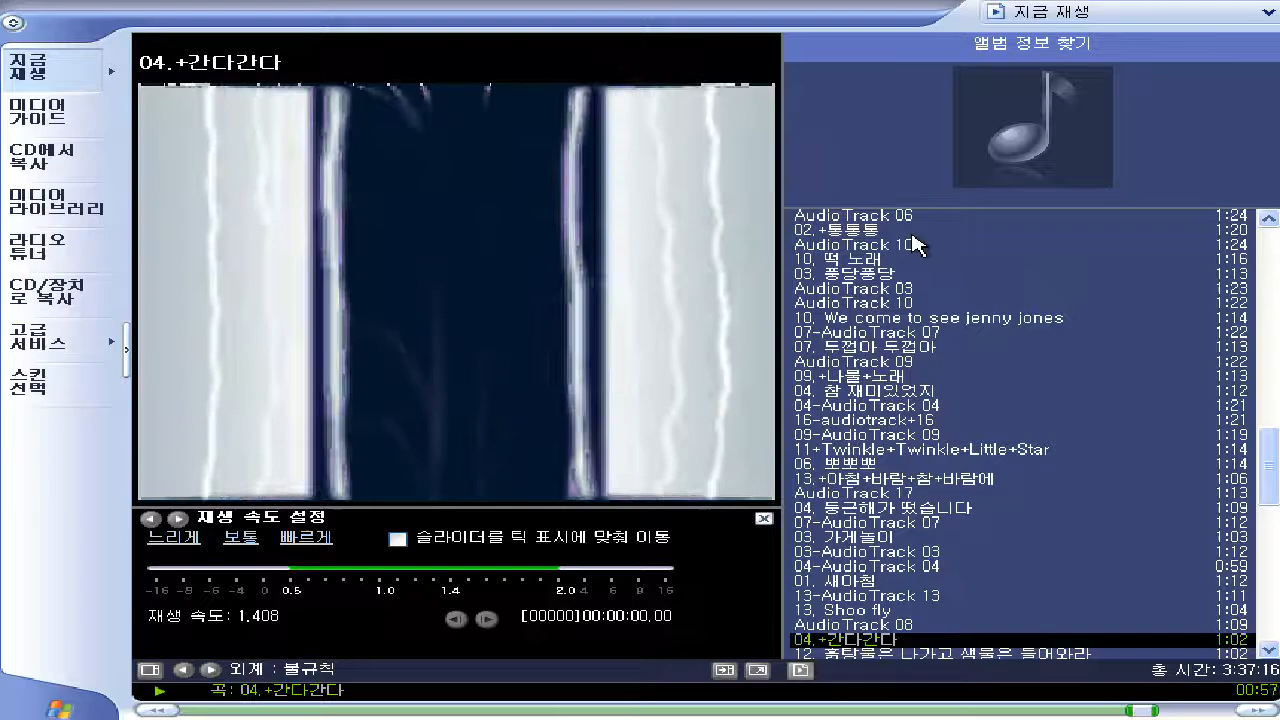 지금 재생
앨범 정보 찾기
04.+간다간다
지금
재생
미디어
가이드
CD에서
복사
미디어
라이브러리
라디오
튜너
CD/장치
로 복사
고급
서비스
스킨
선택
AudioTrack 06 1:24
02.+통통통 1:20
AudioTrack 10 1:24
10. 떡 노래 1:16
03. 퐁당퐁당 1:13
AudioTrack 03 1:23
AudioTrack 10 1:22
10. We come to see jenny jones 1:14
07-AudioTrack 07 1:22
07. 두껍아 두껍아 1:13
AudioTrack 09 1:22
09.+나물+노래 1:13
04. 참 재미있었지 1:12
04-AudioTrack 04 1:21
16-audiotrack+16 1:21
09-AudioTrack 09 1:19
11+Twinkle+Twinkle+Little+Star 1:14
06. 뽀뽀뽀 1:14
13.+아침+바람+찬+바람에 1:06
AudioTrack 17 1:13
04. 둥근해가 떴습니다 1:09
07-AudioTrack 07 1:12
03. 가게놀이 1:03
03-AudioTrack 03 1:12
04-AudioTrack 04 0:59
01. 새아침 1:12
13-AudioTrack 13 1:11
13. Shoo fly 1:04
AudioTrack 08 1:09
04.+간다간다 1:02
12. 흙탕물은 나가고 샘물은 들어와라 1:02
재생 속도 설정
느리게 보통 빠르게 슬라이더를 틱 표시에 맞춰 이동
-16 -9 -6 -4 0 0.5 1.0 1.4 2.0 4 6 9 16
재생 속도: 1.408 [00000]00:00:00.00
외계 : 불규칙
총 시간: 3:37:16
곡: 04.+간다간다 00:57